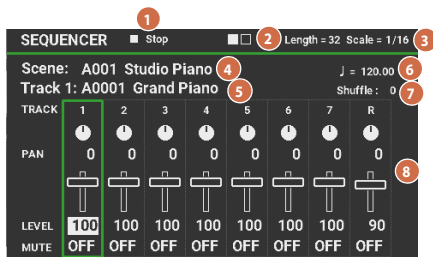 1
SEQUENCER Stop 2 Length = 32 Scale = 1/16 3
Scene: A001 Studio Piano 4 ♩ = 120.00 6
Track 1: A0001 Grand Piano 5 Shuffle : 0 7
TRACK 1 2 3 4 5 6 7 R
PAN 0 0 0 0 0 0 0 0 8
LEVEL 100 100 100 100 100 100 100 90
MUTE OFF OFF OFF OFF OFF OFF OFF OFF